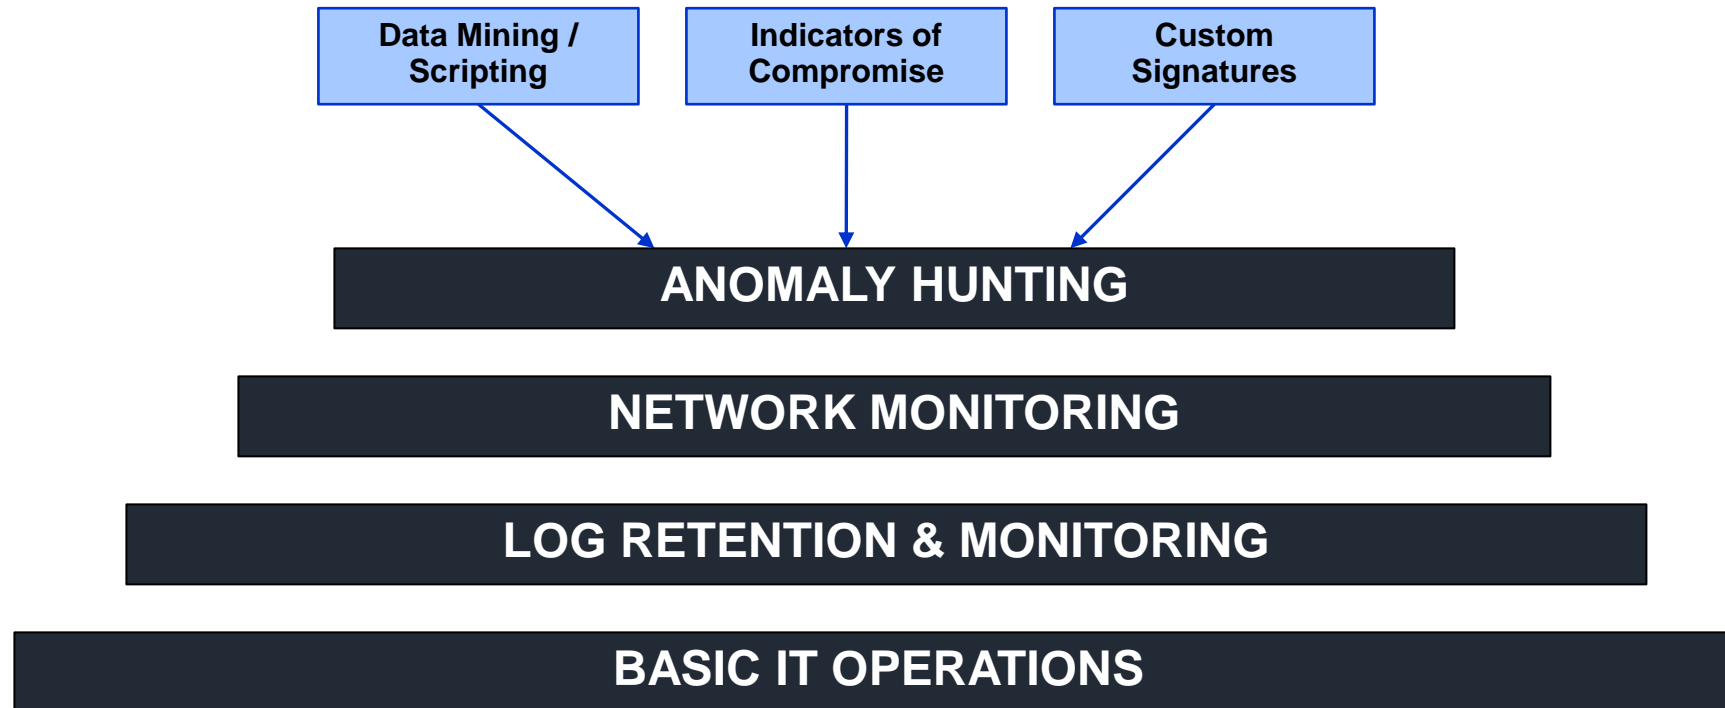 Data Mining /
Scripting
Indicators of
Compromise
Custom
Signatures
ANOMALY HUNTING
NETWORK MONITORING
LOG RETENTION & MONITORING
BASIC IT OPERATIONS